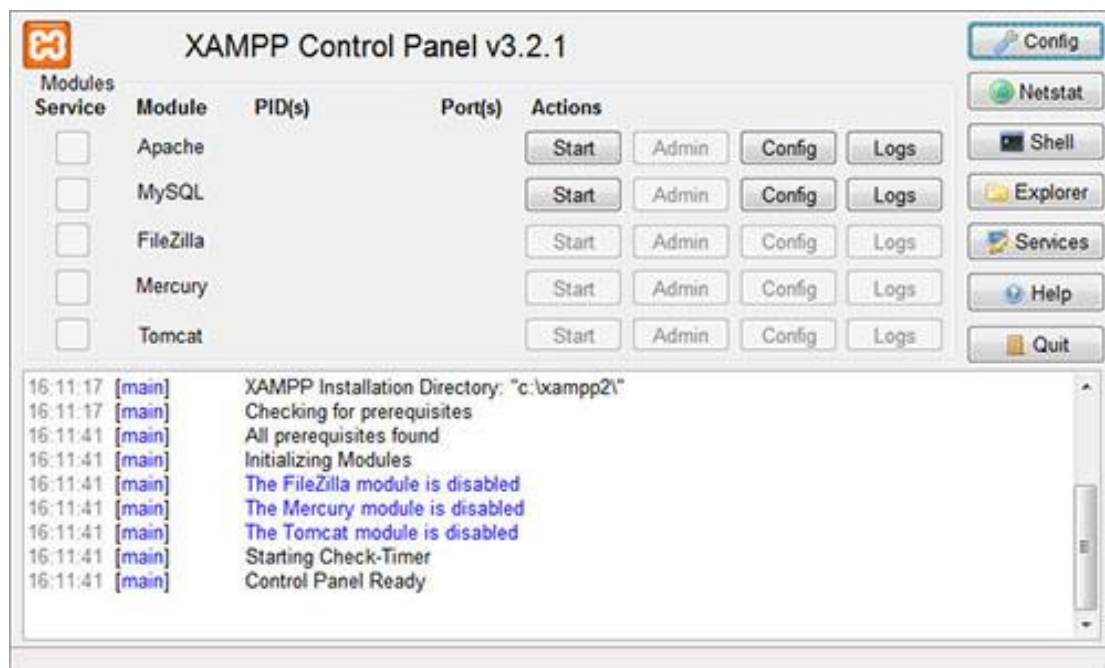 XAMPP Control Panel v3.2.1
Config
Netstat
Shell
Explorer
Services
Help
Quit
Modules
Service Module PID(s) Port(s) Actions
Apache Start Admin Config Logs
MySQL Start Admin Config Logs
FileZilla Start Admin Config Logs
Mercury Start Admin Config Logs
Tomcat Start Admin Config Logs
16:11:17 [main] XAMPP Installation Directory: "c:\xampp2\"
16:11:17 [main] Checking for prerequisites
16:11:41 [main] All prerequisites found
16:11:41 [main] Initializing Modules
16:11:41 [main] The FileZilla module is disabled
16:11:41 [main] The Mercury module is disabled
16:11:41 [main] The Tomcat module is disabled
16:11:41 [main] Starting Check-Timer
16:11:41 [main] Control Panel Ready